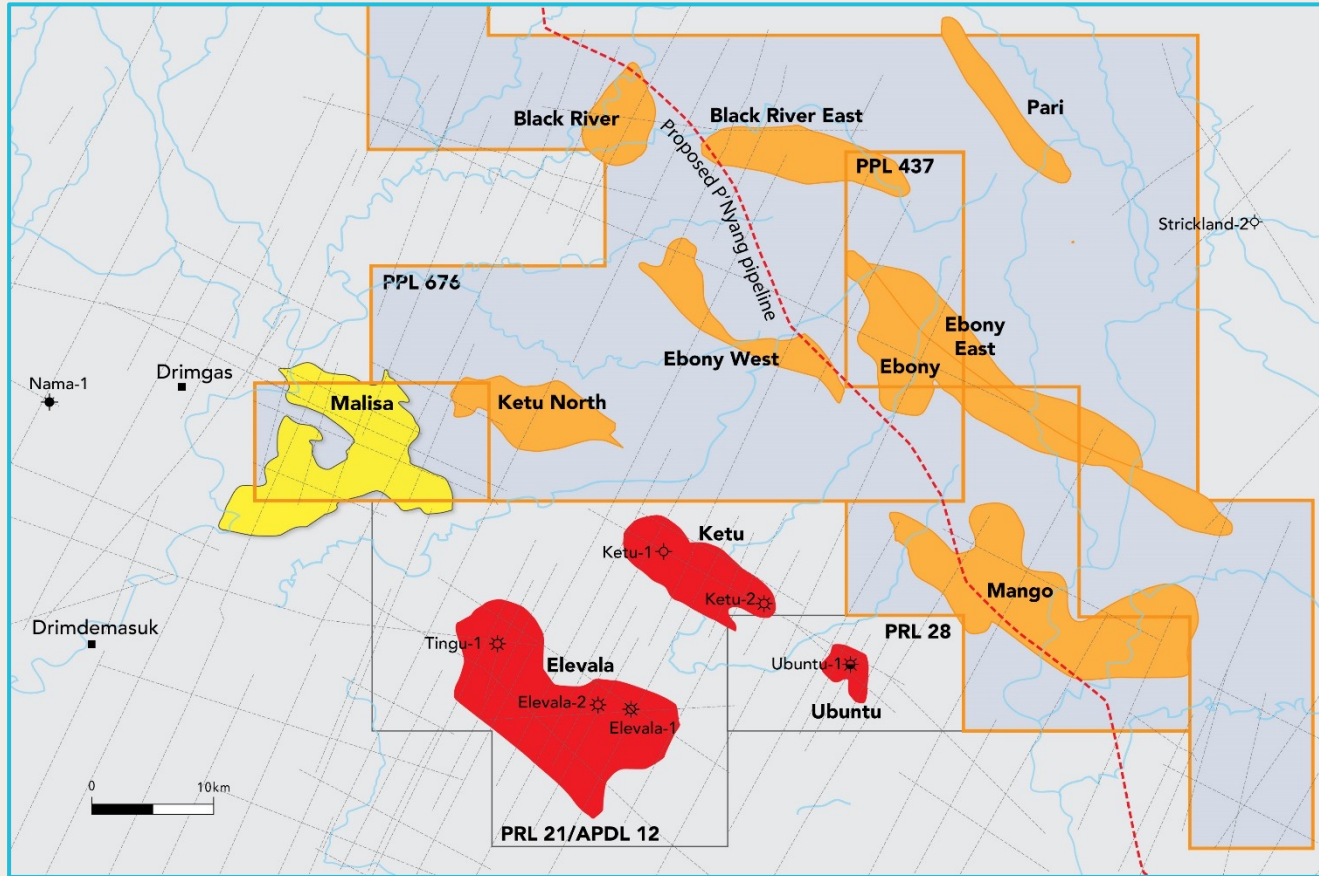 Black River
Black River East
Pari
PPL 437
Proposed P'Nyang pipeline
Strickland-2
PPL 676
Ebony
East
Ebony West
Ebony
Nama-1
Drimgas
Malisa
Ketu North
Ketu
Ketu-1
Ketu-2
Mango
Drimdemasuk
PRL 28
Tingu-1
Elevala
Ubuntu-1
Elevala-2
Elevala-1
Ubuntu
0 10km
PRL 21/APDL 12